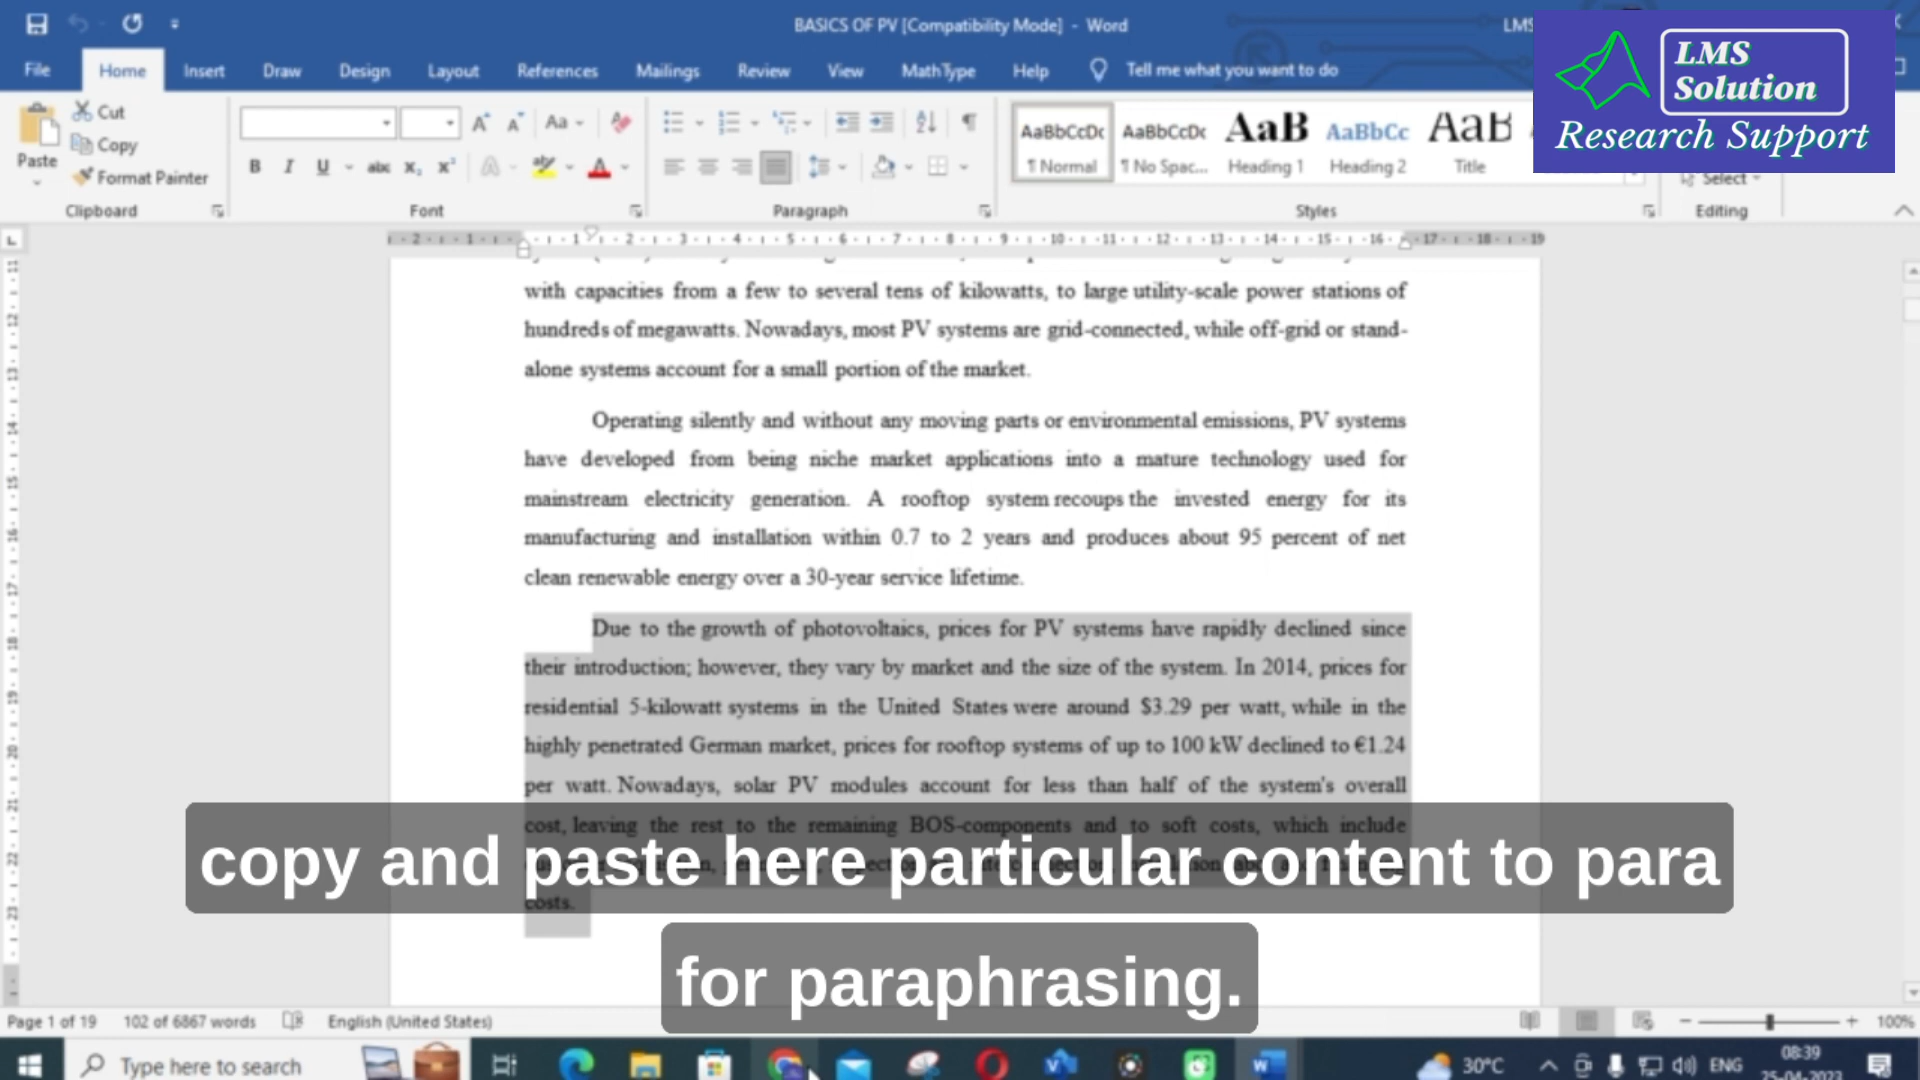 BASICS OF PV [Compatibility Mode] - Word
LMS
LMS
Solution
Research Support
File Home Insert Draw Design Layout References Mailings Review View MathType Help Tell me what you want to do
Paste
Cut
Copy
Format Painter
Clipboard
Font
Paragraph
AaBbCcDc AaBbCcDc AaB AaBbCc AaB
¶ Normal ¶ No Spac... Heading 1 Heading 2 Title
Styles
Select
Editing
with capacities from a few to several tens of kilowatts, to large utility-scale power stations of
hundreds of megawatts. Nowadays, most PV systems are grid-connected, while off-grid or stand-
alone systems account for a small portion of the market.
Operating silently and without any moving parts or environmental emissions, PV systems
have developed from being niche market applications into a mature technology used for
mainstream electricity generation. A rooftop system recoups the invested energy for its
manufacturing and installation within 0.7 to 2 years and produces about 95 percent of net
clean renewable energy over a 30-year service lifetime.
Due to the growth of photovoltaics, prices for PV systems have rapidly declined since
their introduction; however, they vary by market and the size of the system. In 2014, prices for
residential 5-kilowatt systems in the United States were around $3.29 per watt, while in the
highly penetrated German market, prices for rooftop systems of up to 100 kW declined to €1.24
per watt. Nowadays, solar PV modules account for less than half of the system's overall
cost, leaving the rest to the remaining BOS-components and to soft costs, which include
costs.
copy and paste here particular content to para
for paraphrasing.
Page 1 of 19 102 of 6867 words English (United States) 100%
Type here to search 30°C ENG 08:39
25-04-2023